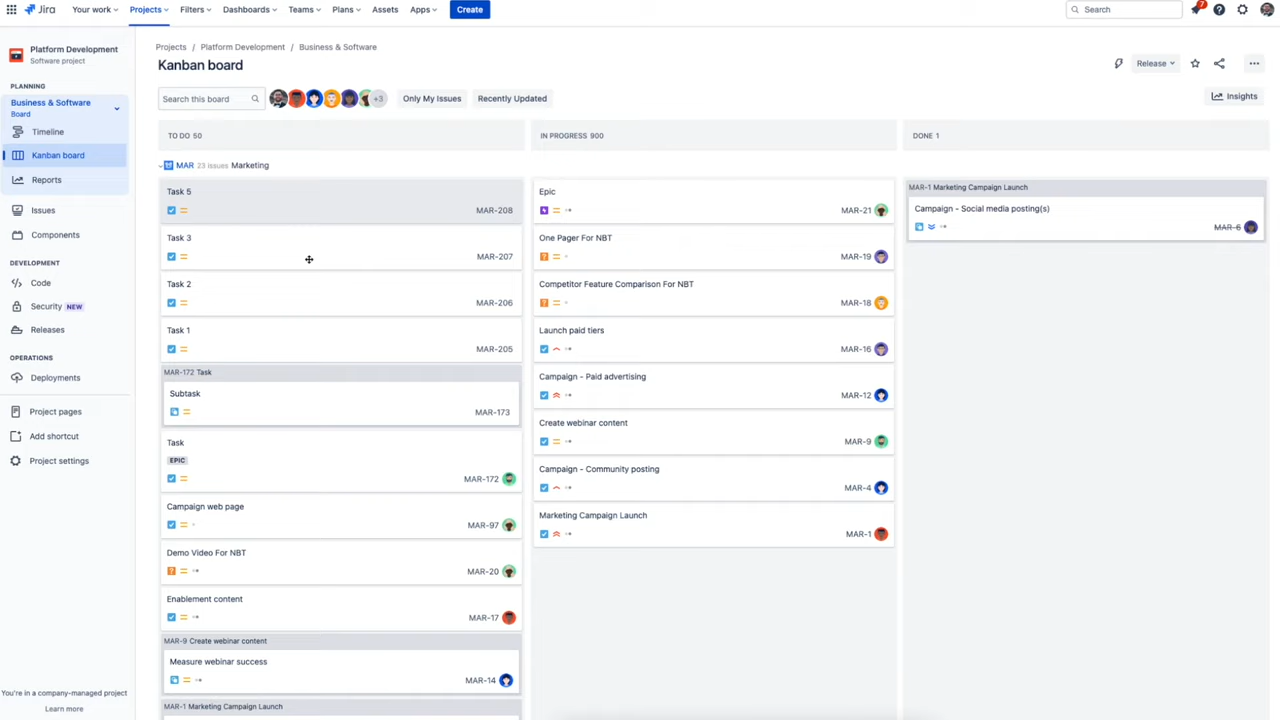 Jira Your work Projects Filters Dashboards Teams Plans Assets Apps Create Search 7
Platform Development
Software project
PLANNING
Business & Software
Board
Timeline
Kanban board
Reports
Issues
Components
DEVELOPMENT
Code
Security NEW
Releases
OPERATIONS
Deployments
Project pages
Add shortcut
Project settings
You're in a company-managed project
Learn more
Projects / Platform Development / Business & Software
Kanban board
Release
Search this board +3 Only My Issues Recently Updated
Insights
TO DO 50
IN PROGRESS 900
DONE 1
MAR 23 issues Marketing
Task 5
MAR-208
Task 3
MAR-207
Task 2
MAR-206
Task 1
MAR-205
MAR-172 Task
Subtask
MAR-173
Task
EPIC
MAR-172
Campaign web page
MAR-97
Demo Video For NBT
MAR-20
Enablement content
MAR-17
MAR-9 Create webinar content
Measure webinar success
MAR-14
MAR-1 Marketing Campaign Launch
Epic
MAR-21
One Pager For NBT
MAR-19
Competitor Feature Comparison For NBT
MAR-18
Launch paid tiers
MAR-16
Campaign - Paid advertising
MAR-12
Create webinar content
MAR-9
Campaign - Community posting
MAR-4
Marketing Campaign Launch
MAR-1
MAR-1 Marketing Campaign Launch
Campaign - Social media posting(s)
MAR-6